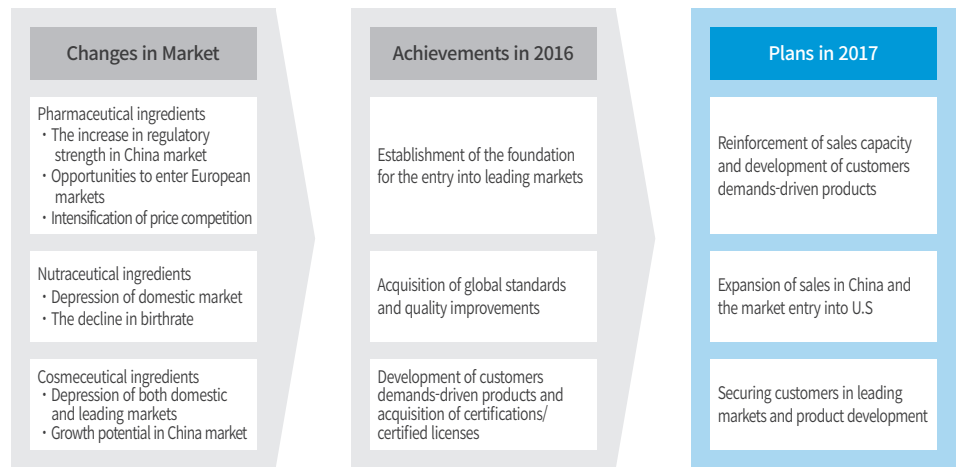 Changes in Market
Pharmaceutical ingredients
・The increase in regulatory
strength in China market
・Opportunities to enter European
markets
・Intensification of price competition
Nutraceutical ingredients
・Depression of domestic market
・The decline in birthrate
Cosmeceutical ingredients
・Depression of both domestic
and leading markets
・Growth potential in China market
Achievements in 2016
Establishment of the foundation
for the entry into leading markets
Acquisition of global standards
and quality improvements
Development of customers
demands-driven products and
acquisition of certifications/
certified licenses
Plans in 2017
Reinforcement of sales capacity
and development of customers
demands-driven products
Expansion of sales in China and
the market entry into U.S
Securing customers in leading
markets and product development